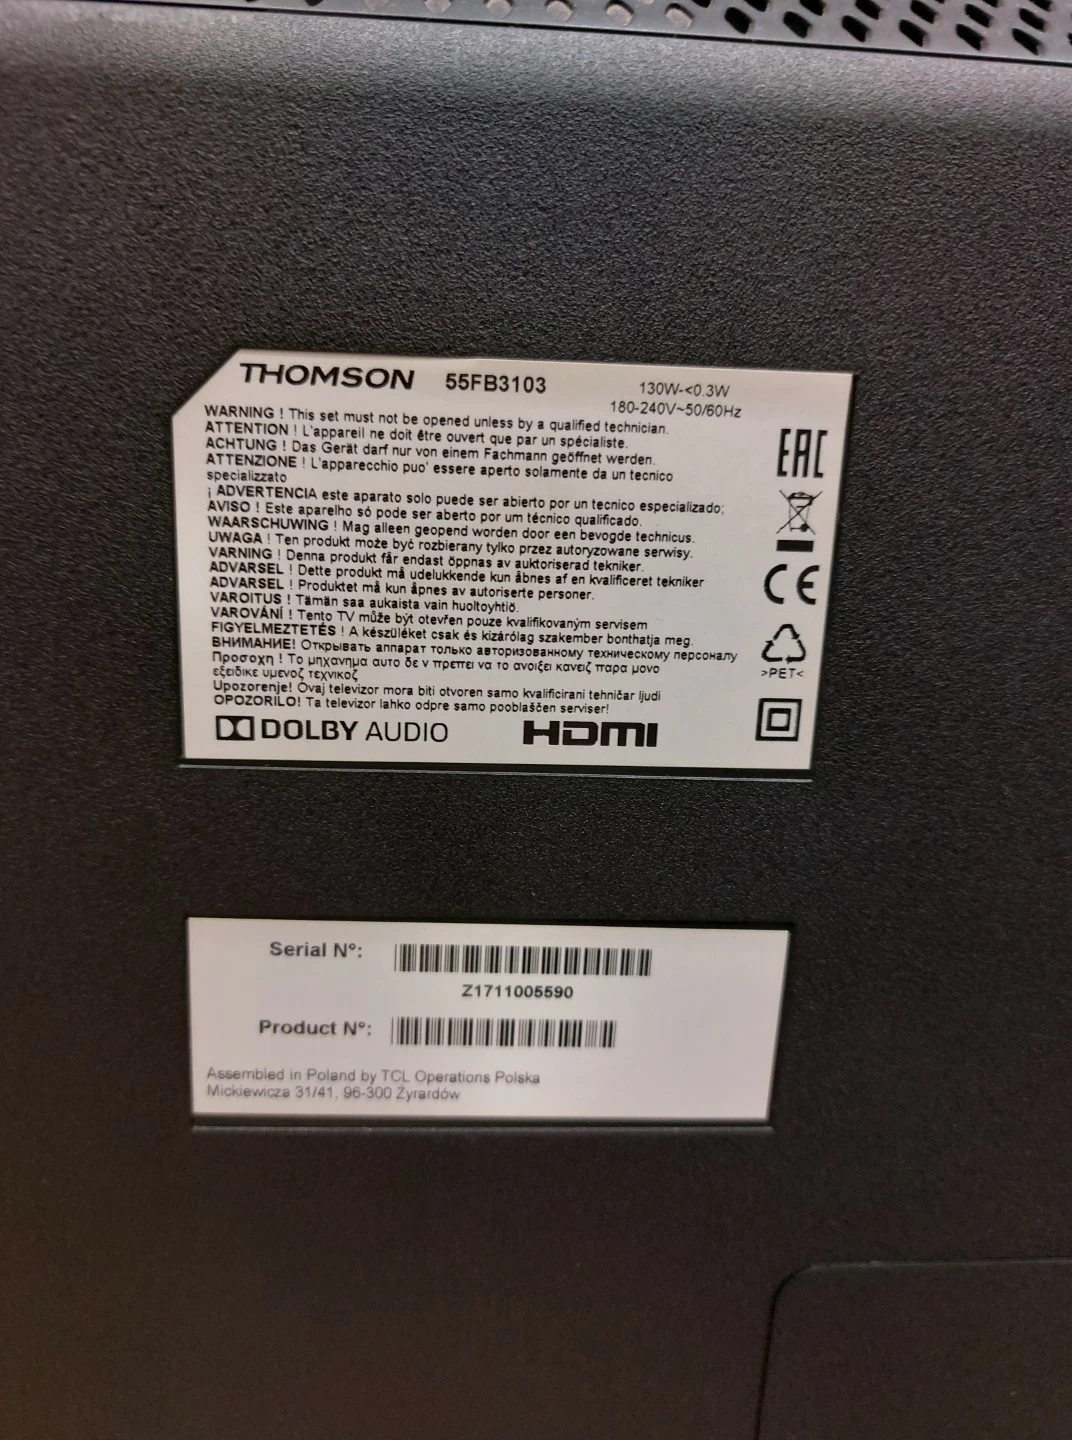 THOMSON 55FB3103 130W-<0.3W
180-240V~50/60Hz
WARNING ! This set must not be opened unless by a qualified technician.
ATTENTION ! L'appareil ne doit être ouvert que par un spécialiste.
ACHTUNG ! Das Gerät darf nur von einem Fachmann geöffnet werden.
ATTENZIONE ! L'apparecchio puo' essere aperto solamente da un tecnico
specializzato
¡ ADVERTENCIA este aparato solo puede ser abierto por un tecnico especializado;
AVISO ! Este aparelho só pode ser aberto por um técnico qualificado.
WAARSCHUWING ! Mag alleen geopend worden door een bevogde technicus.
UWAGA ! Ten produkt może być rozbierany tylko przez autoryzowane serwisy.
VARNING ! Denna produkt får endast öppnas av auktoriserad tekniker.
ADVARSEL ! Dette produkt må udelukkende kun åbnes af en kvalificeret tekniker
ADVARSEL ! Produktet må kun åpnes av autoriserte personer.
VAROITUS ! Tämän saa aukaista vain huoltoyhtiö.
VAROVÁNÍ ! Tento TV může být otevřen pouze kvalifikovaným servisem
FIGYELMEZTETÉS ! A készüléket csak és kizárólag szakember bonthatja meg.
ВНИМАНИЕ! Открывать аппарат только авторизованному техническому персоналу
Προσοχη ! Το μηχανημα αυτο δε ν πρεπει να το ανοιξει κανεις παρα μονο
εξειδικε υμενος τεχνικος
Upozorenje! Ovaj televizor mora biti otvoren samo kvalificirani tehničar ljudi
OPOZORILO! Ta televizor lahko odpre samo pooblaščen serviser!
DOLBY AUDIO HDMI
EAC
CE
>PET<
Serial N°:
Z1711005590
Product N°:
Assembled in Poland by TCL Operations Polska
Mickiewicza 31/41, 96-300 Żyrardów